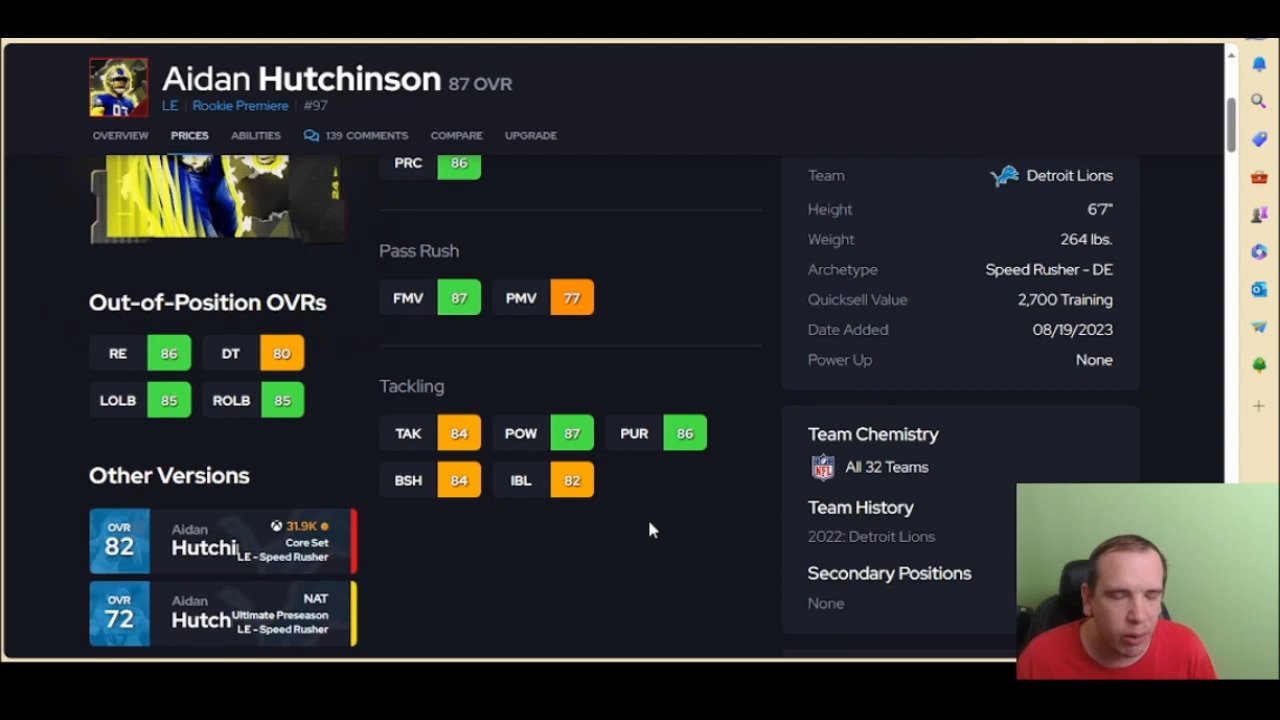 Aidan Hutchinson 87 OVR
LE | Rookie Premiere | #97
OVERVIEW PRICES ABILITIES 139 COMMENTS COMPARE UPGRADE
PRC 86
Pass Rush
FMV 87 PMV 77
Tackling
TAK 84 POW 87 PUR 86
BSH 84 IBL 82
Out-of-Position OVRs
RE 86 DT 80
LOLB 85 ROLB 85
Other Versions
OVR 82 Aidan Hutchi 31.9K
Core Set
LE - Speed Rusher
OVR 72 Aidan Hutch NAT
Ultimate Preseason
LE - Speed Rusher
Team Detroit Lions
Height 6'7"
Weight 264 lbs.
Archetype Speed Rusher - DE
Quicksell Value 2,700 Training
Date Added 08/19/2023
Power Up None
Team Chemistry
NFL All 32 Teams
Team History
2022: Detroit Lions
Secondary Positions
None